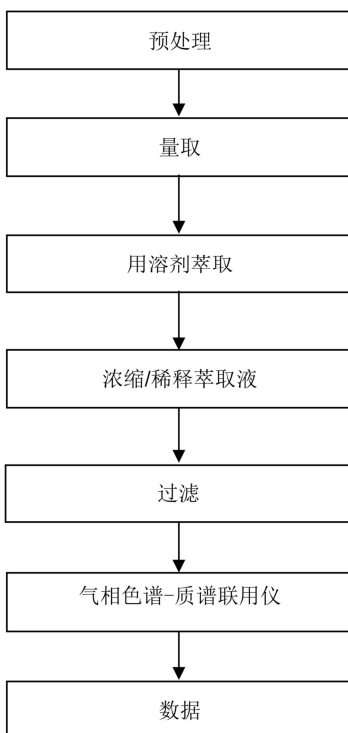 预处理
量取
用溶剂萃取
浓缩/稀释萃取液
过滤
气相色谱-质谱联用仪
数据